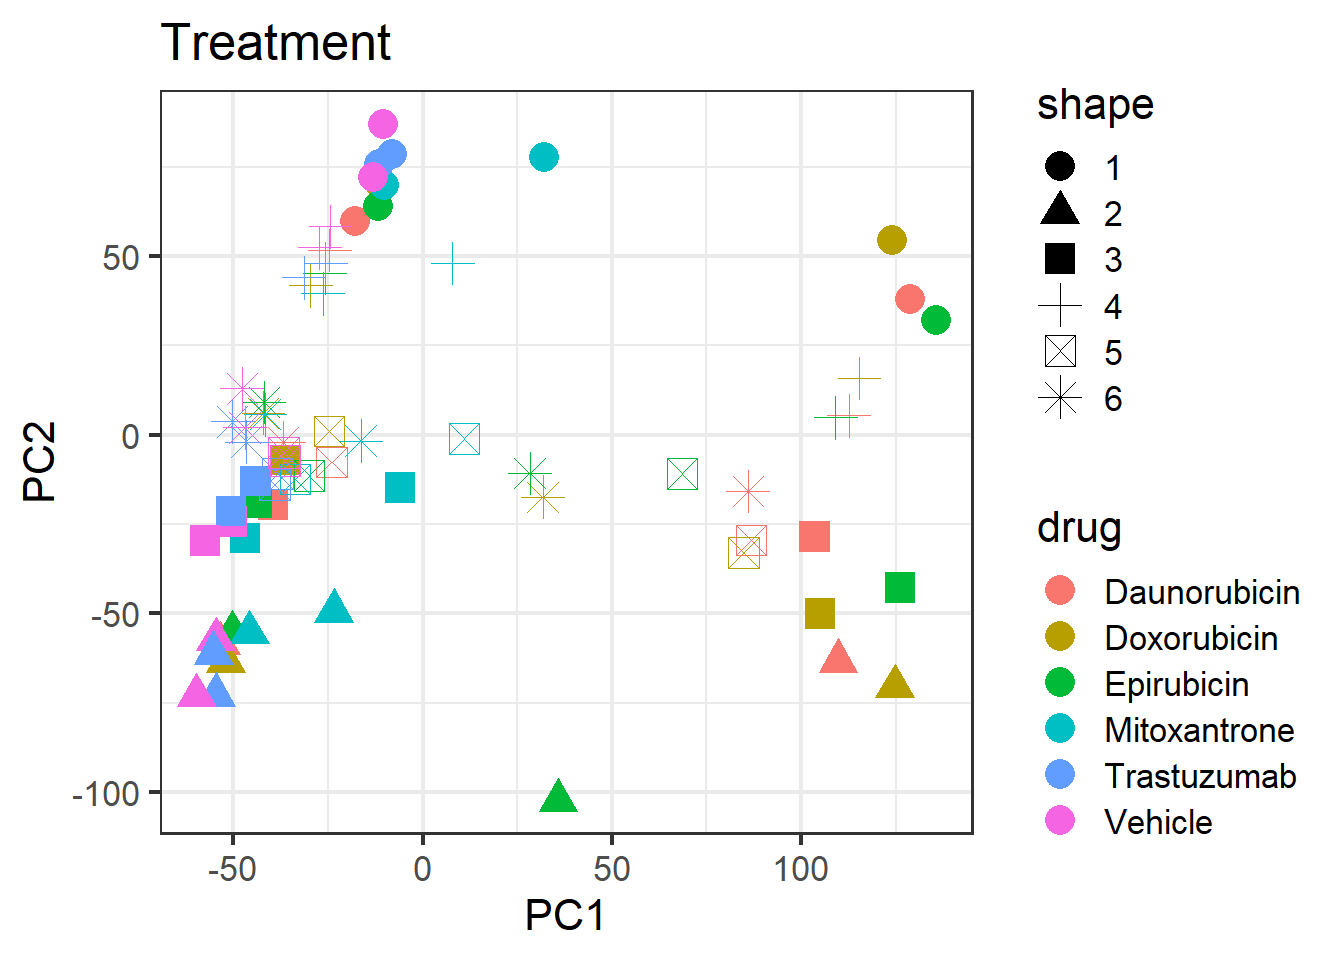 Treatment
PC2
50
0
-50
-100
-50
0
50
100
PC1
shape
1
2
3
4
5
6
drug
Daunorubicin
Doxorubicin
Epirubicin
Mitoxantrone
Trastuzumab
Vehicle